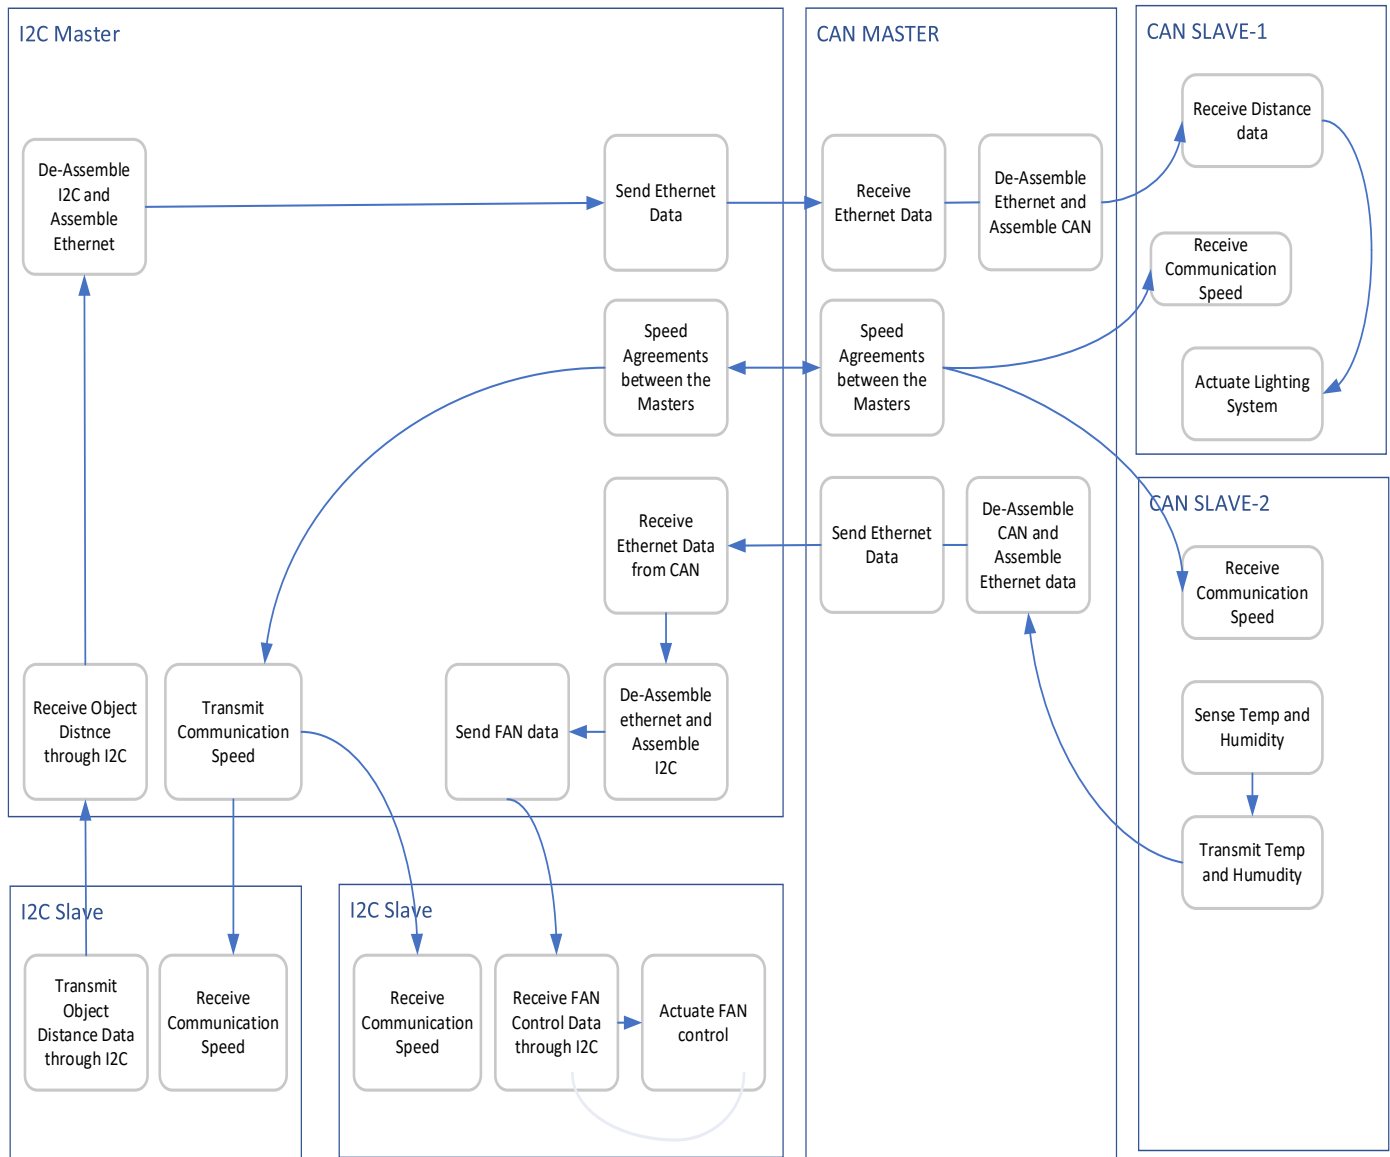 I2C Master
De-Assemble
I2C and
Assemble
Ethernet
Send Ethernet
Data
Speed
Agreements
between the
Masters
Receive
Ethernet Data
from CAN
Receive Object
Distnce
through I2C
Transmit
Communication
Speed
Send FAN data
De-Assemble
ethernet and
Assemble
I2C
CAN MASTER
Receive
Ethernet Data
De-Assemble
Ethernet and
Assemble CAN
Speed
Agreements
between the
Masters
Send Ethernet
Data
De-Assemble
CAN and
Assemble
Ethernet data
CAN SLAVE-1
Receive Distance
data
Receive
Communication
Speed
Actuate Lighting
System
CAN SLAVE-2
Receive
Communication
Speed
Sense Temp and
Humidity
Transmit Temp
and Humudity
I2C Slave
Transmit
Object
Distance Data
through I2C
Receive
Communication
Speed
I2C Slave
Receive
Communication
Speed
Receive FAN
Control Data
through I2C
Actuate FAN
control